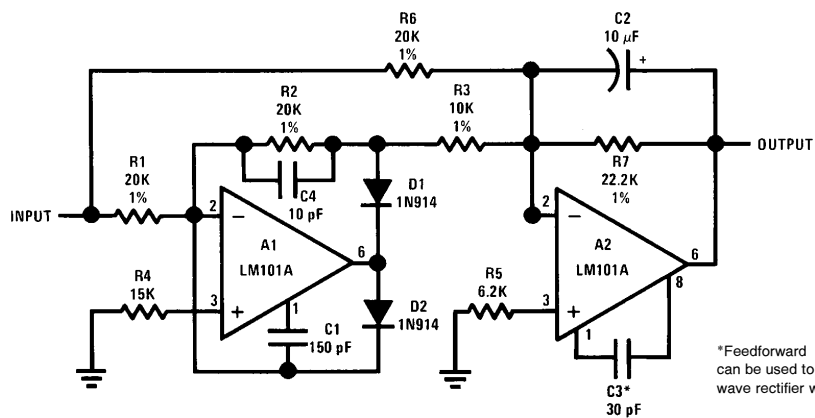 R6
20K
1%
C2
10 μF
+
R2
20K
1%
R3
10K
1%
R1
20K
1%
C4
10 pF
D1
1N914
R7
22.2K
1%
OUTPUT
INPUT
2
−
A1
LM101A
6
3
+
1
R4
15K
C1
150 pF
D2
1N914
2
−
A2
LM101A
6
8
3
+
1
R5
6.2K
C3*
30 pF
*Feedforward
can be used to
wave rectifier w